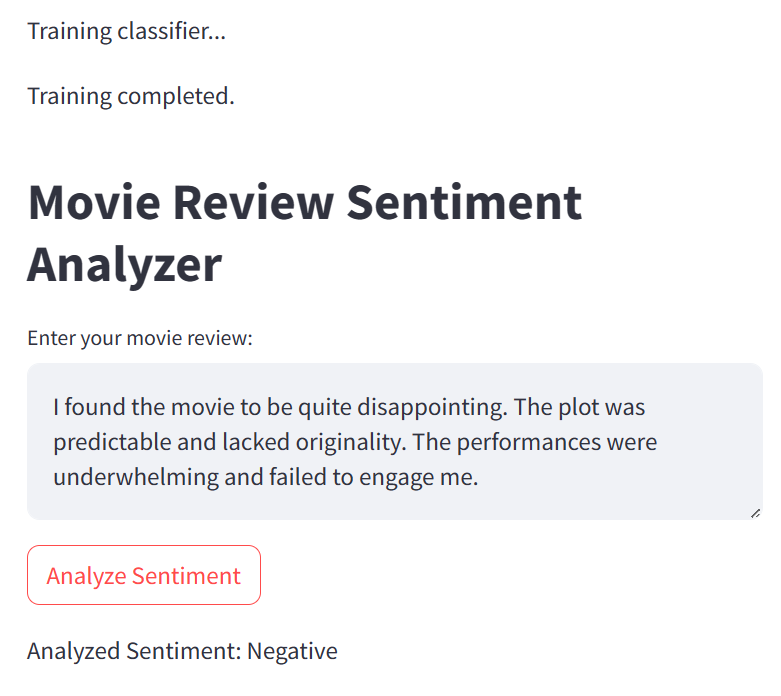 Training classifier...
Training completed.
Movie Review Sentiment
Analyzer
Enter your movie review:
I found the movie to be quite disappointing. The plot was
predictable and lacked originality. The performances were
underwhelming and failed to engage me.
Analyze Sentiment
Analyzed Sentiment: Negative